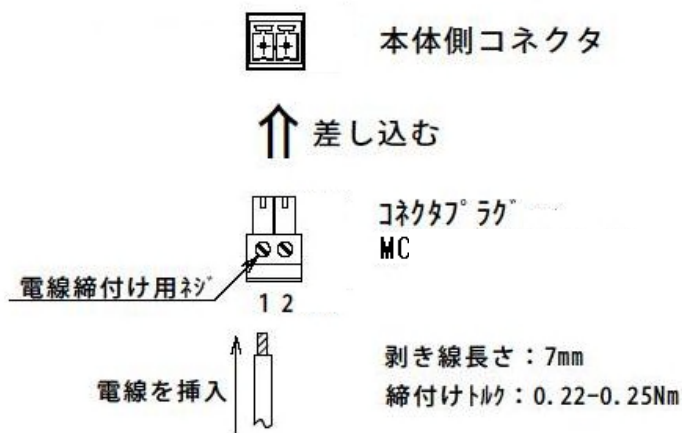 本体側コネクタ
差し込む
ｺﾈｸﾀﾌﾟﾗｸﾞ
MC
電線締付け用ﾈｼﾞ
1 2
剥き線長さ：7mm
電線を挿入
締付けﾄﾙｸ：0.22-0.25Nm